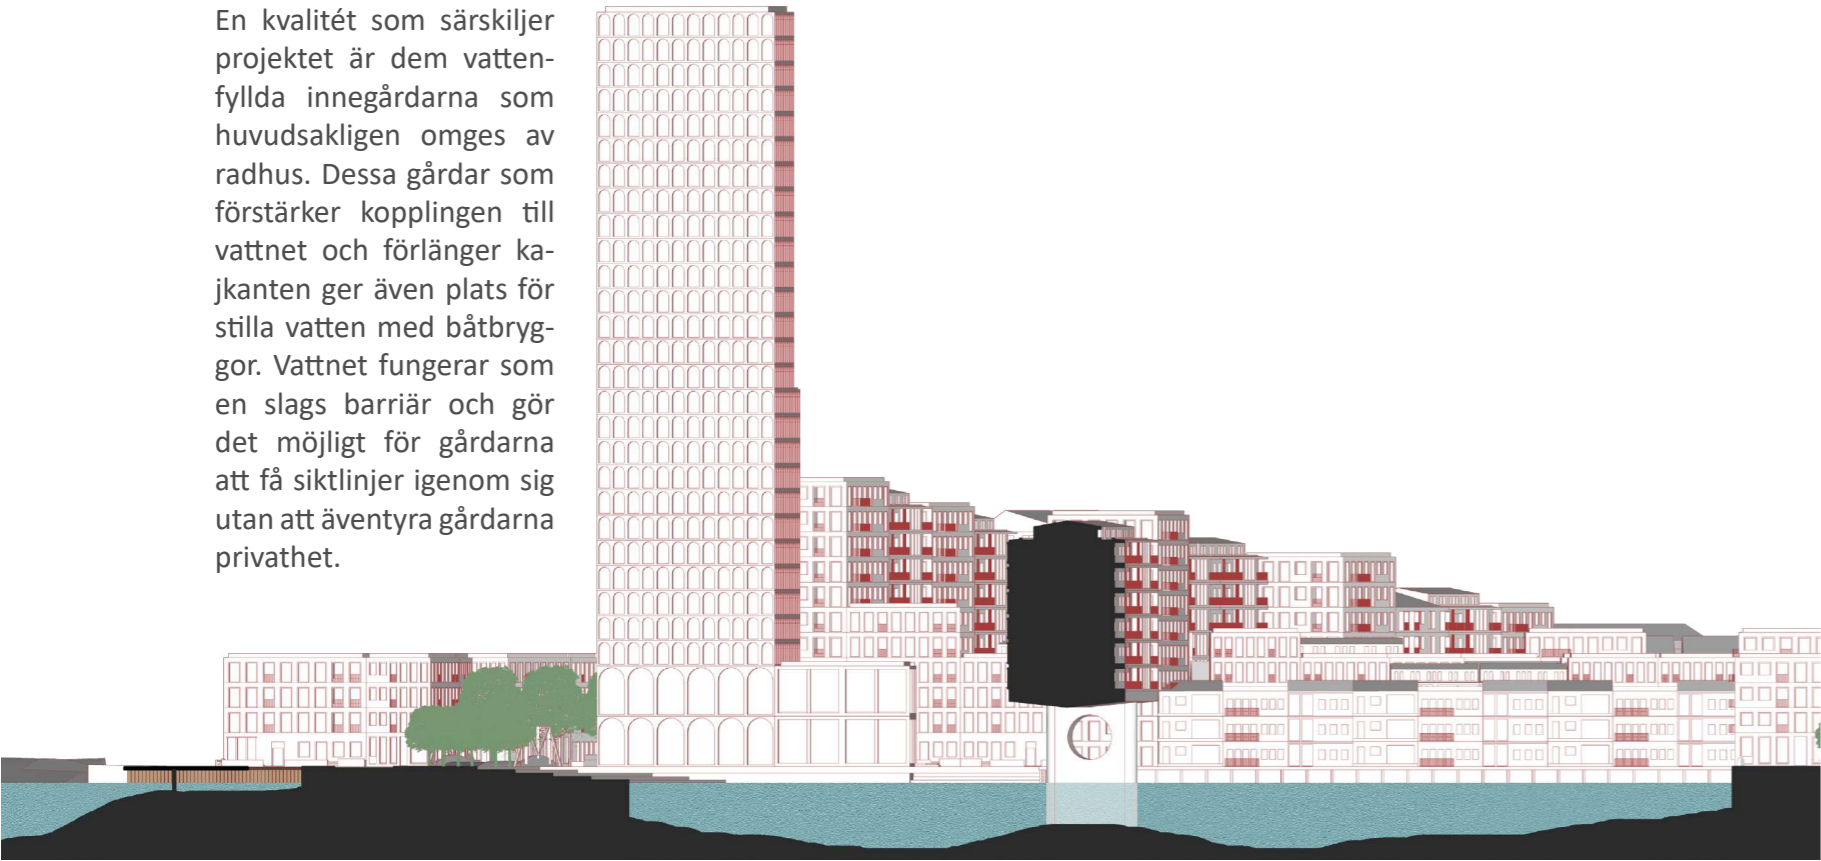 En kvalitét som särskiljer
projektet är dem vatten-
fyllda innegårdarna som
huvudsakligen omges av
radhus. Dessa gårdar som
förstärker kopplingen till
vattnet och förlänger ka-
jkanten ger även plats för
stilla vatten med båtbryg-
gor. Vattnet fungerar som
en slags barriär och gör
det möjligt för gårdarna
att få siktlinjer igenom sig
utan att äventyra gårdarna
privathet.